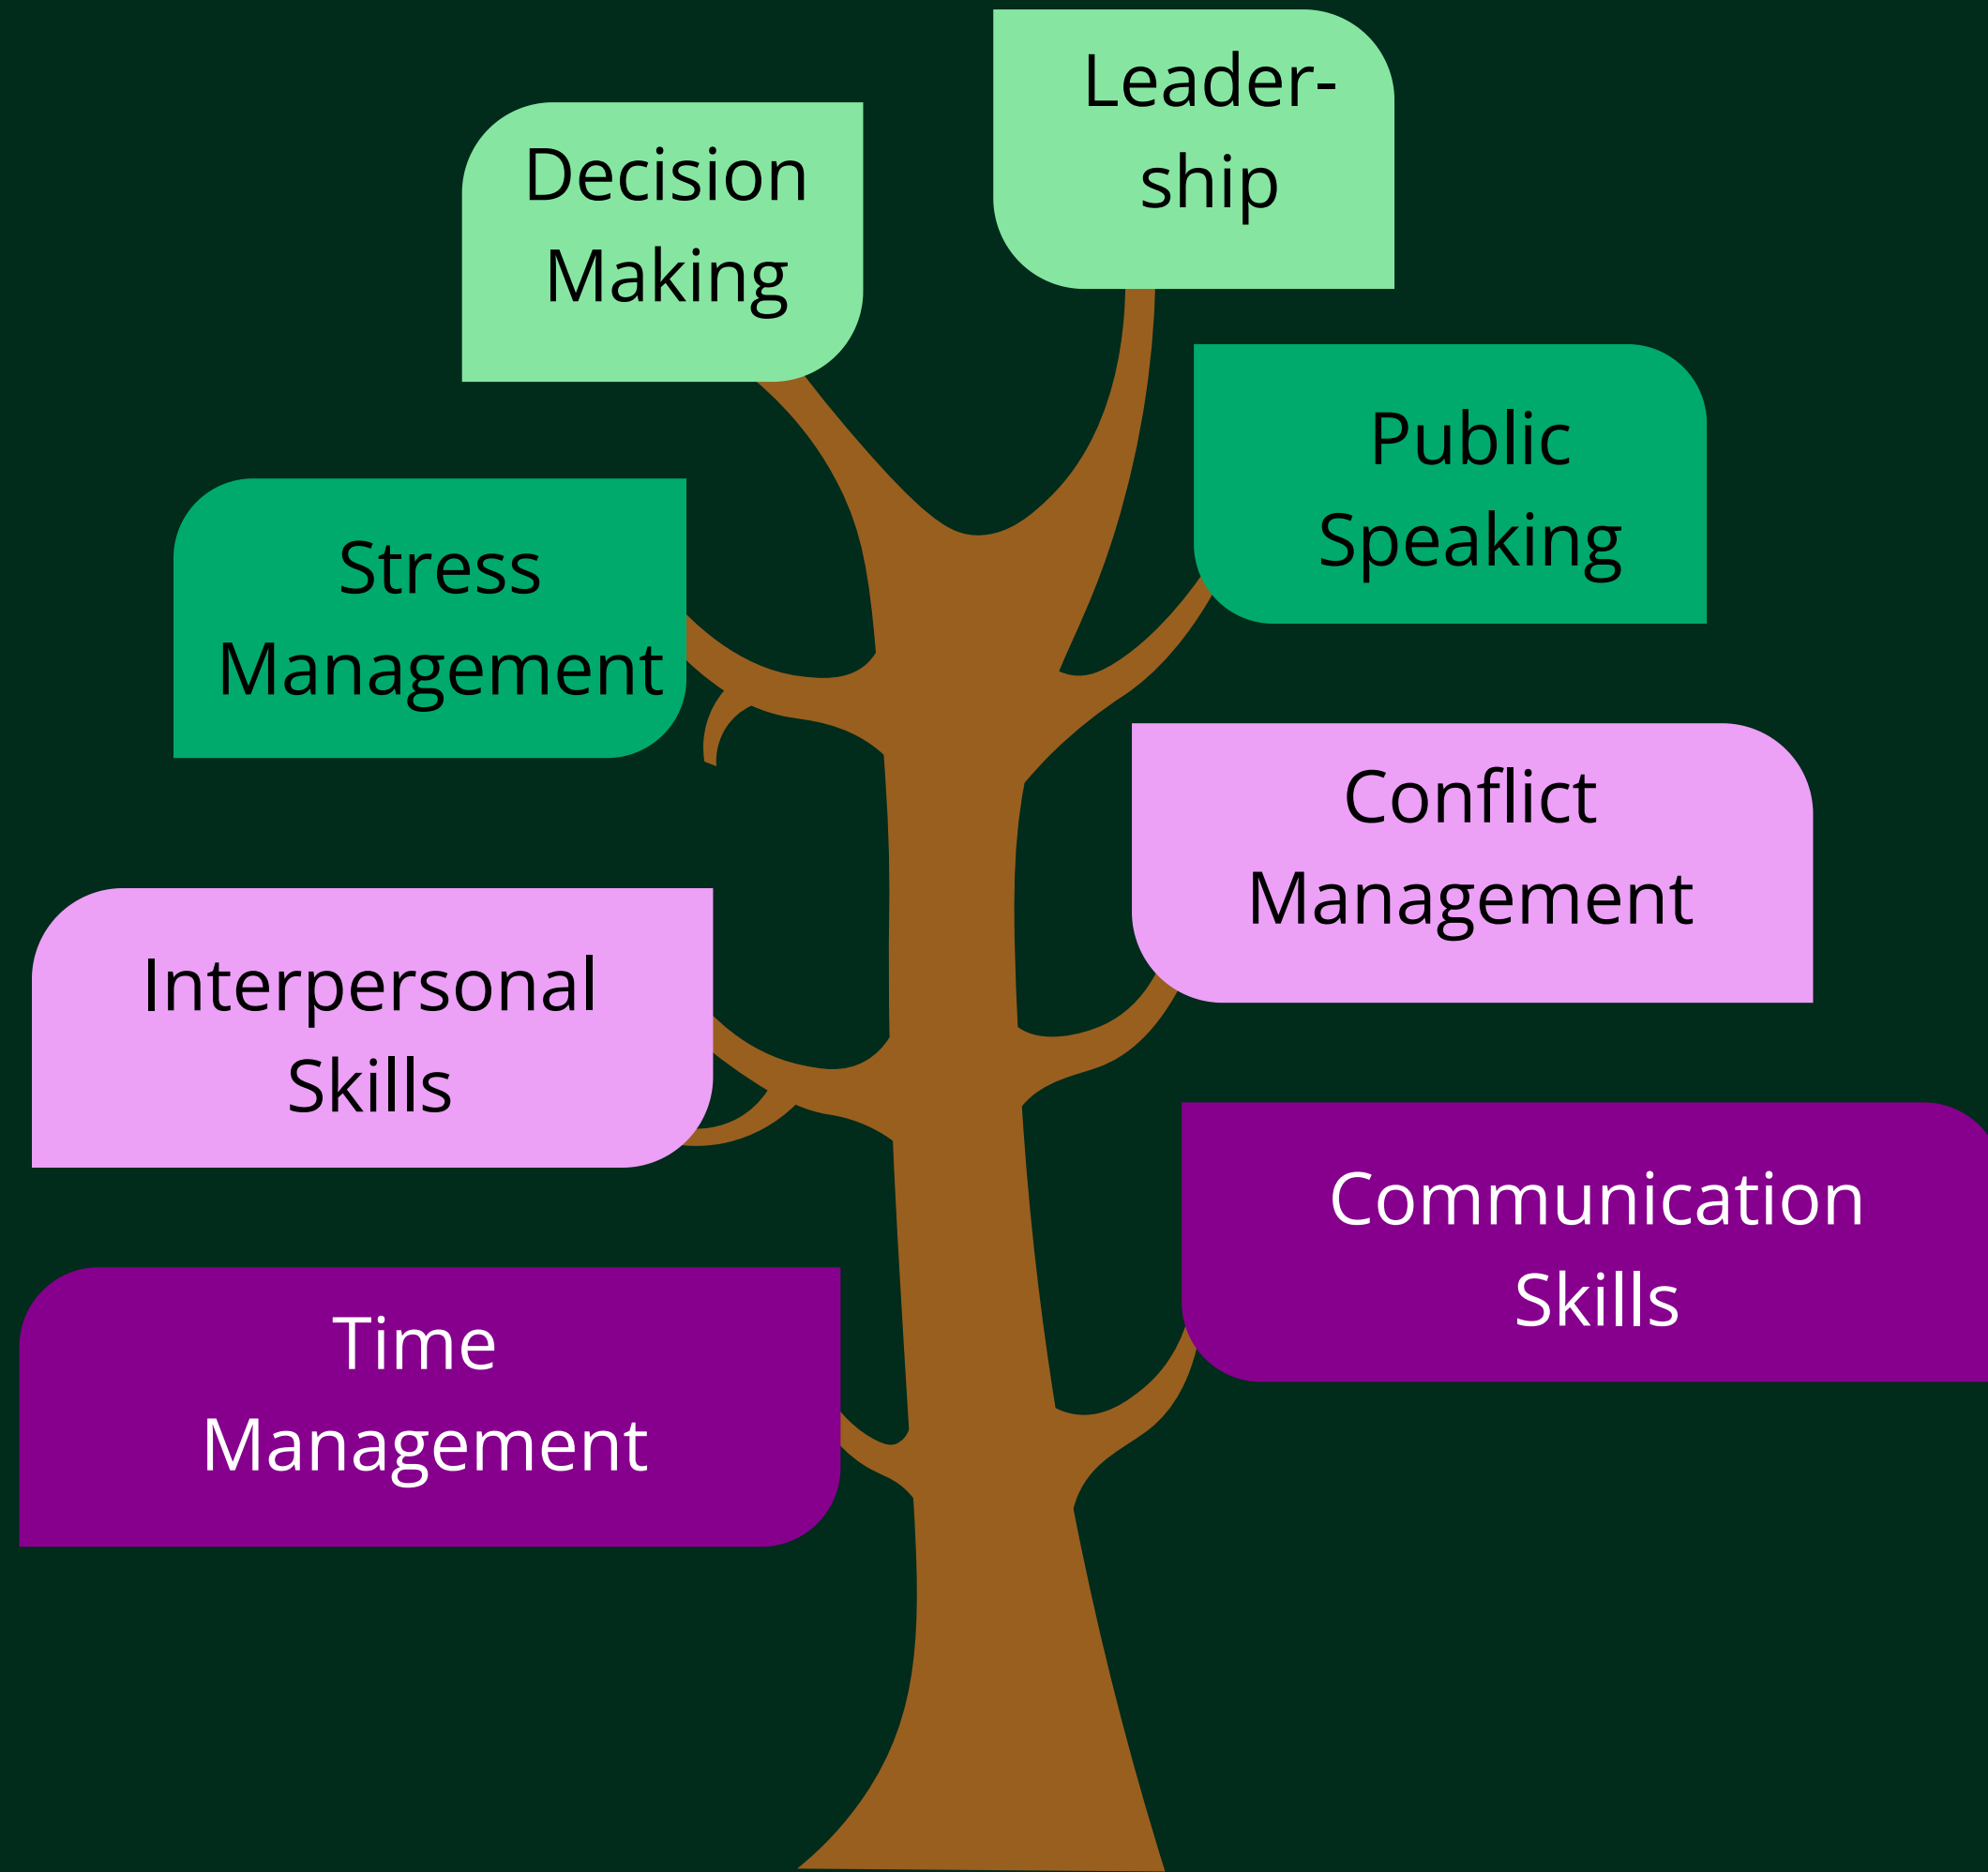 Leader-
ship
Decision
Making
Public
Speaking
Stress
Management
Conflict
Management
Interpersonal
Skills
Communication
Skills
Time
Management